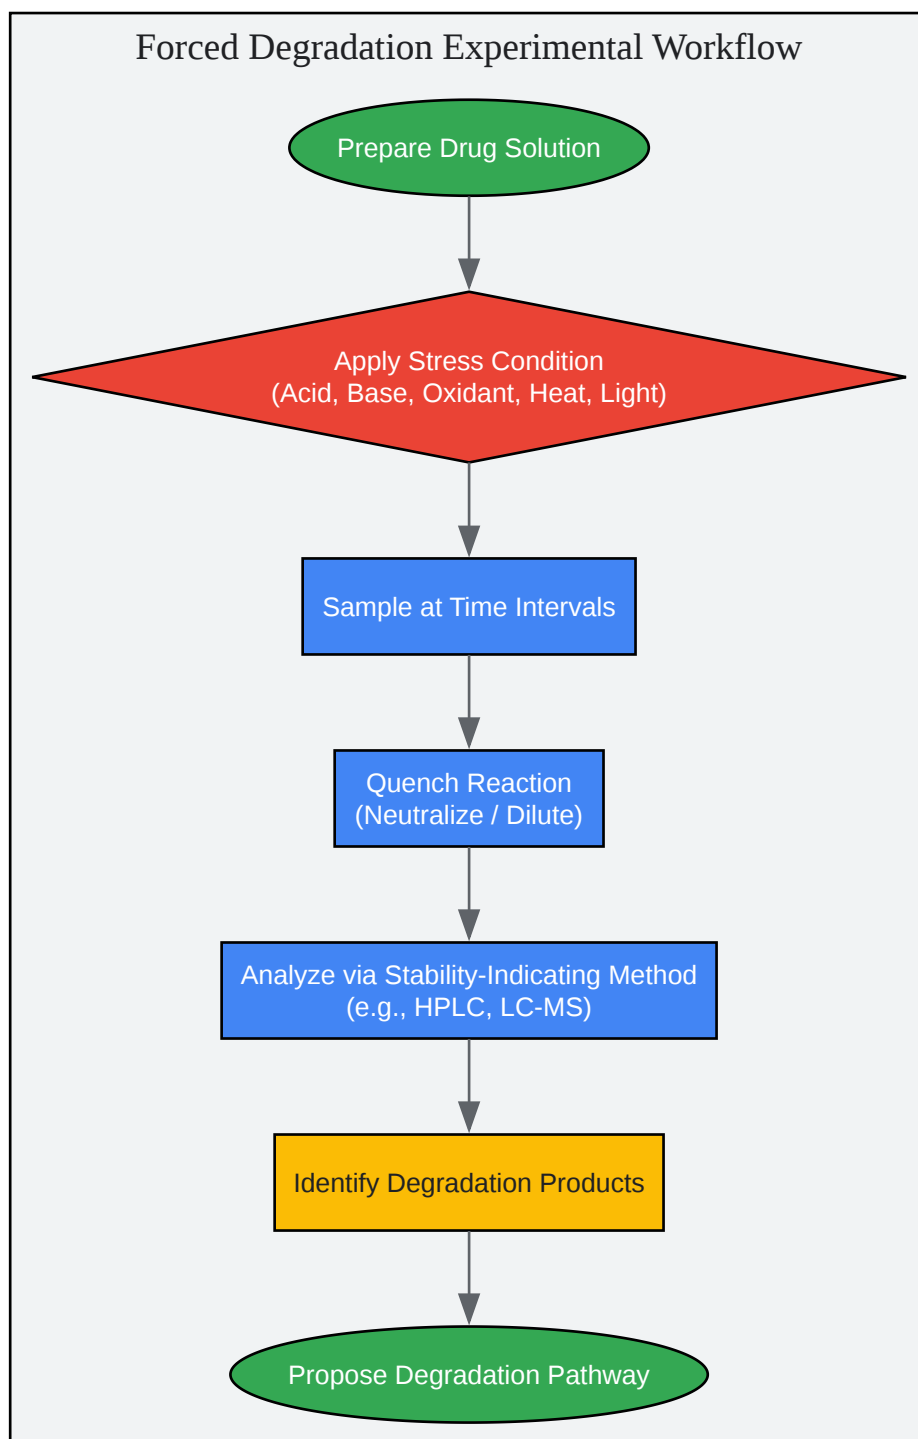 Forced Degradation Experimental Workflow
Prepare Drug Solution
Apply Stress Condition
(Acid, Base, Oxidant, Heat, Light)
Sample at Time Intervals
Quench Reaction
(Neutralize / Dilute)
Analyze via Stability-Indicating Method
(e.g., HPLC, LC-MS)
Identify Degradation Products
Propose Degradation Pathway